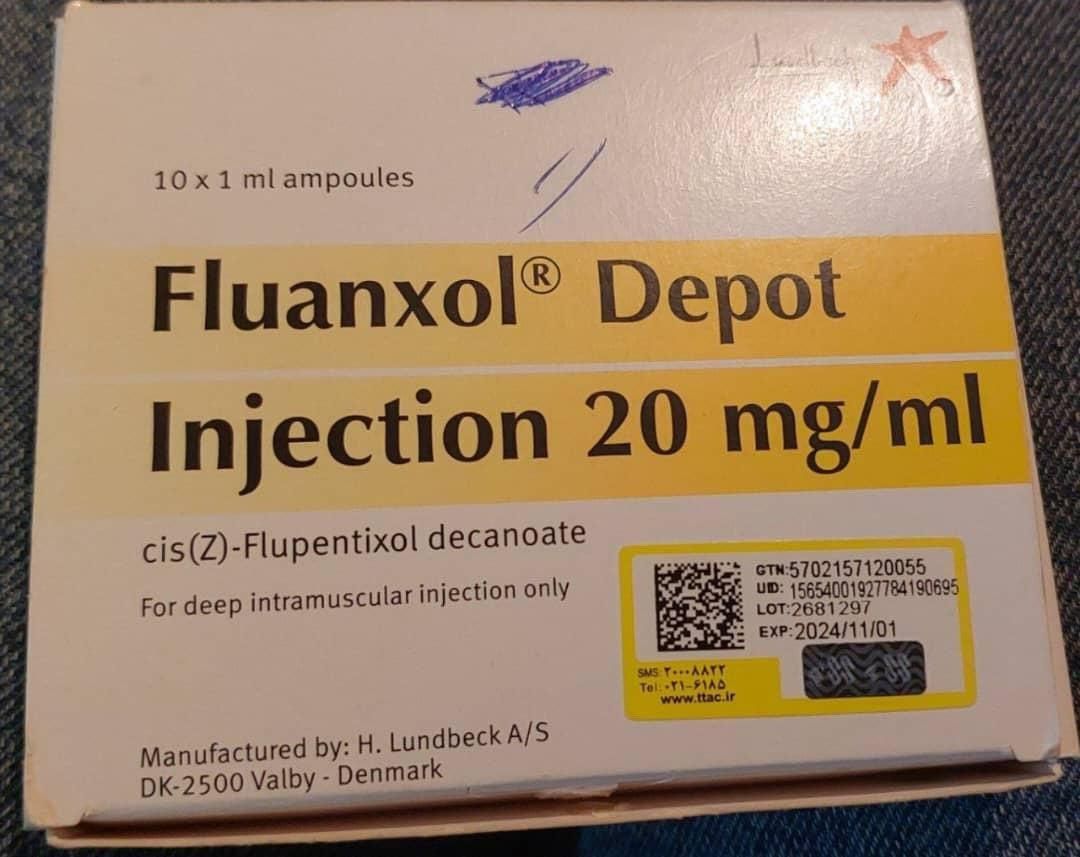 Lundbeck
10 x 1 ml ampoules
Fluanxol® Depot
Injection 20 mg/ml
cis(Z)-Flupentixol decanoate
For deep intramuscular injection only
GTN:5702157120055
UID: 15654001927784190695
LOT:2681297
EXP:2024/11/01
SMS: ۲۰۰۰۸۸۲۲
Tel: ۰۲۱-۶۱۸۵
www.ttac.ir
Manufactured by: H. Lundbeck A/S
DK-2500 Valby - Denmark